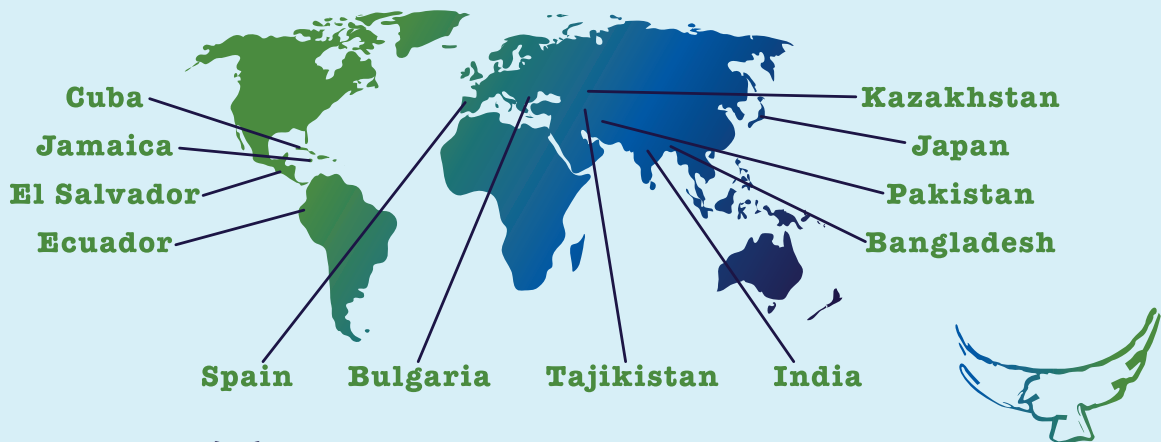 Cuba
Jamaica
El Salvador
Ecuador
Kazakhstan
Japan
Pakistan
Bangladesh
Spain Bulgaria Tajikistan India